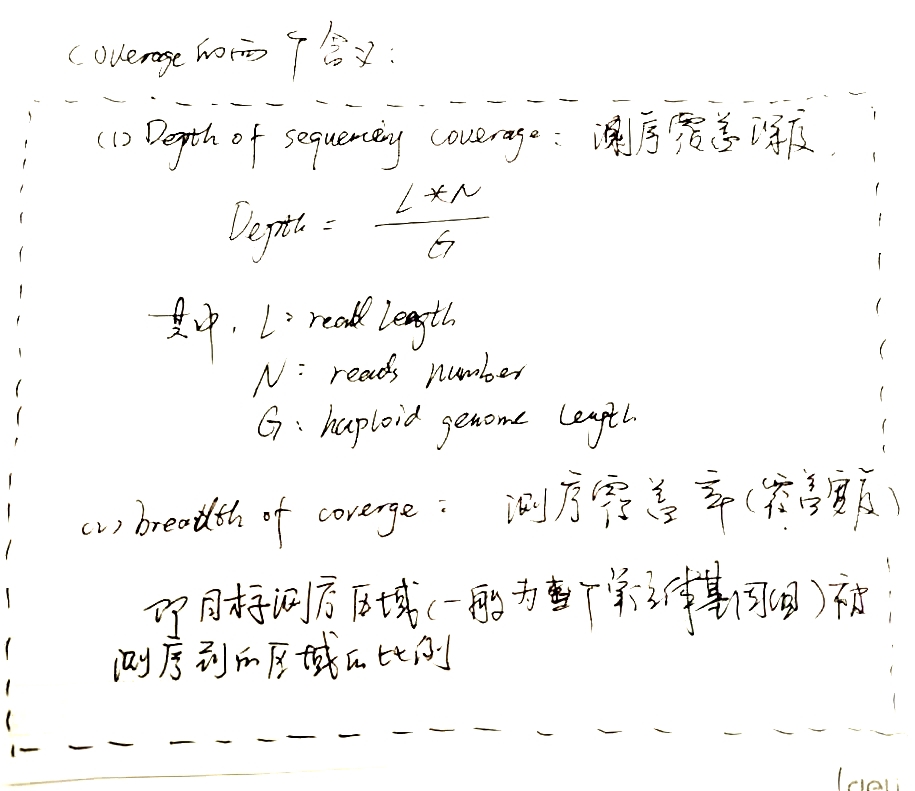 coverage的两个含义:
(1) Depth of sequencing coverage: 测序覆盖深度.
Depth = L*N / G
其中, L: read length
N: reads number
G: haploid genome length
(2) breadth of coverge: 测序覆盖率(覆盖宽度)
即目标测序区域(一般为整个单倍体基因组)被
测序到的区域的比例
deli